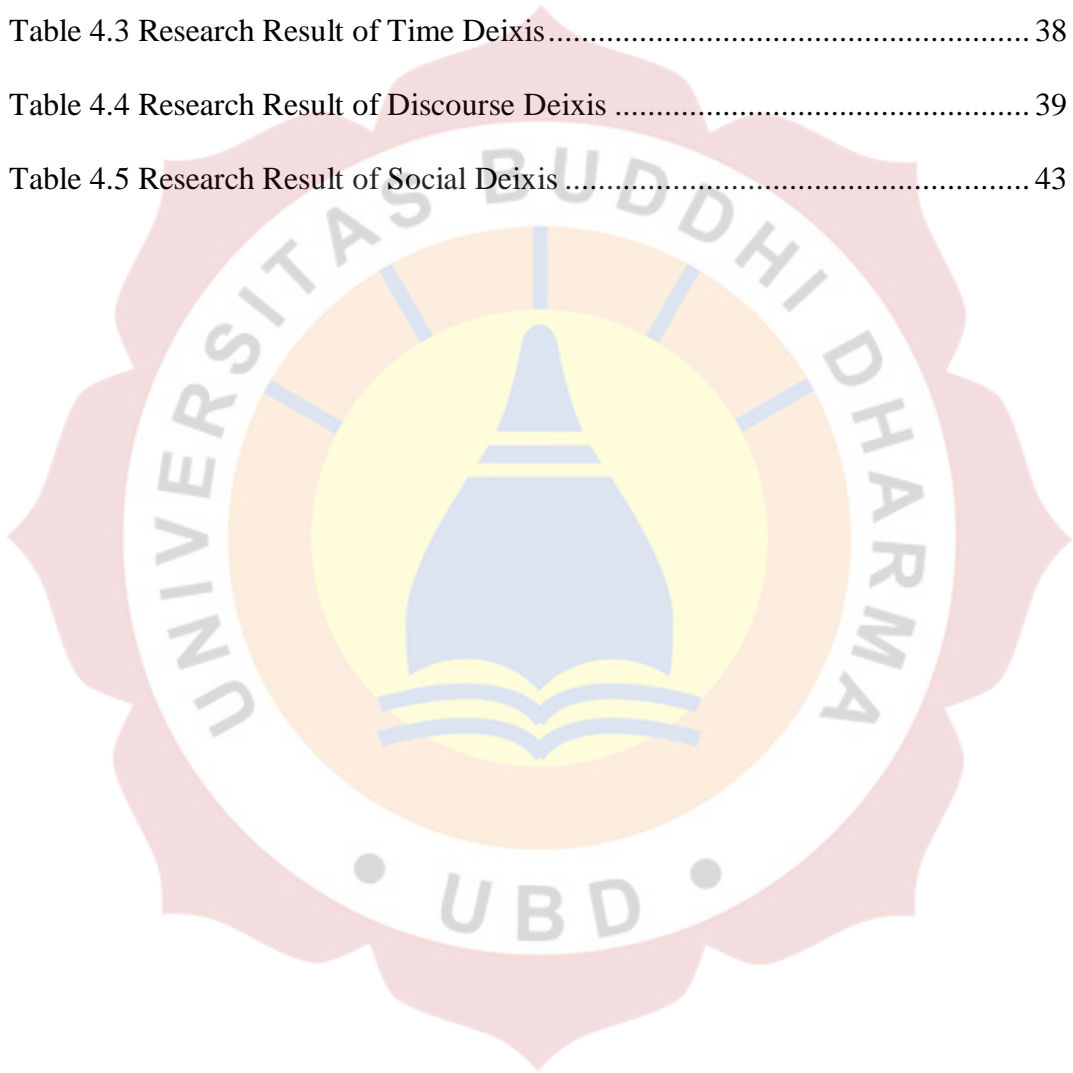 Table 4.3 Research Result of Time Deixis........................................................... 38
Table 4.4 Research Result of Discourse Deixis .................................................. 39
Table 4.5 Research Result of Social Deixis ........................................................ 43
UNIVERSITAS BUDDHI DHARMA
• UBD •